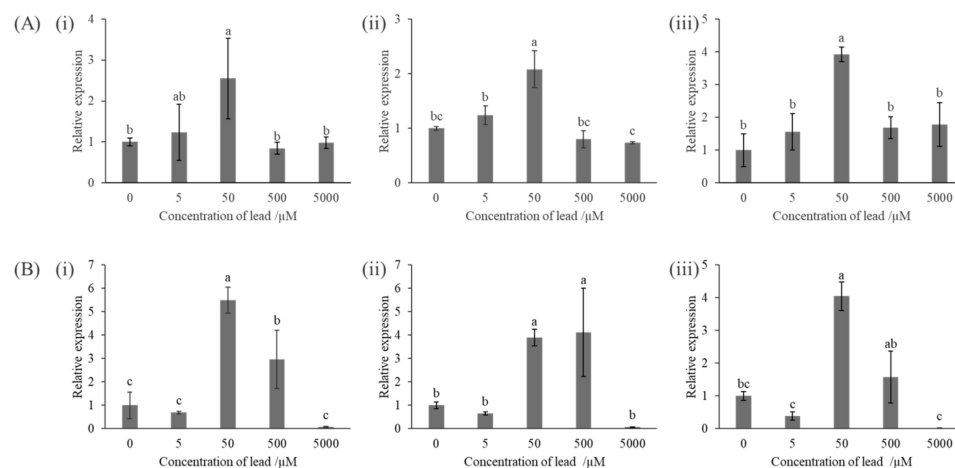 (A) (i) (ii) (iii)
Relative expression
4
3
2
1
0
b
ab
a
b
b
0 5 50 500 5000
Concentration of lead /μM
Relative expression
3
2
1
0
bc
b
a
bc
c
0 5 50 500 5000
Concentration of lead /μM
Relative expression
5
4
3
2
1
0
b
b
a
b
b
0 5 50 500 5000
Concentration of lead /μM
(B) (i) (ii) (iii)
Relative expression
7
6
5
4
3
2
1
0
c
c
a
b
c
0 5 50 500 5000
Concentration of lead /μM
Relative expression
7
6
5
4
3
2
1
0
b
b
a
a
b
0 5 50 500 5000
Concentration of lead /μM
Relative expression
5
4
3
2
1
0
bc
c
a
ab
c
0 5 50 500 5000
Concentration of lead /μM